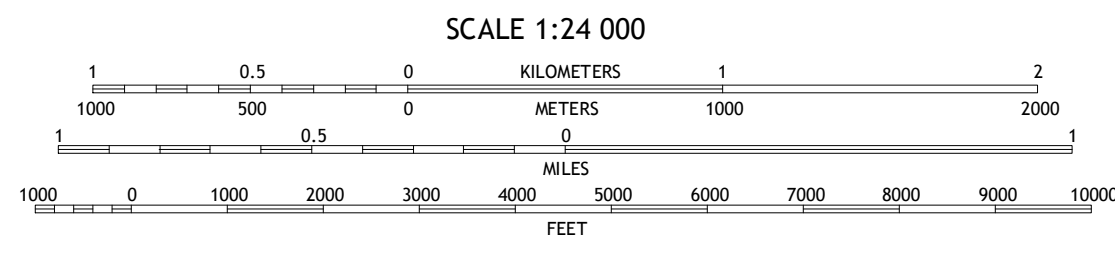 SCALE 1:24 000
1 0.5 0 KILOMETERS 1 2
1000 500 0 METERS 1000 2000
1 0.5 0 1
MILES
1000 0 1000 2000 3000 4000 5000 6000 7000 8000 9000 10000
FEET